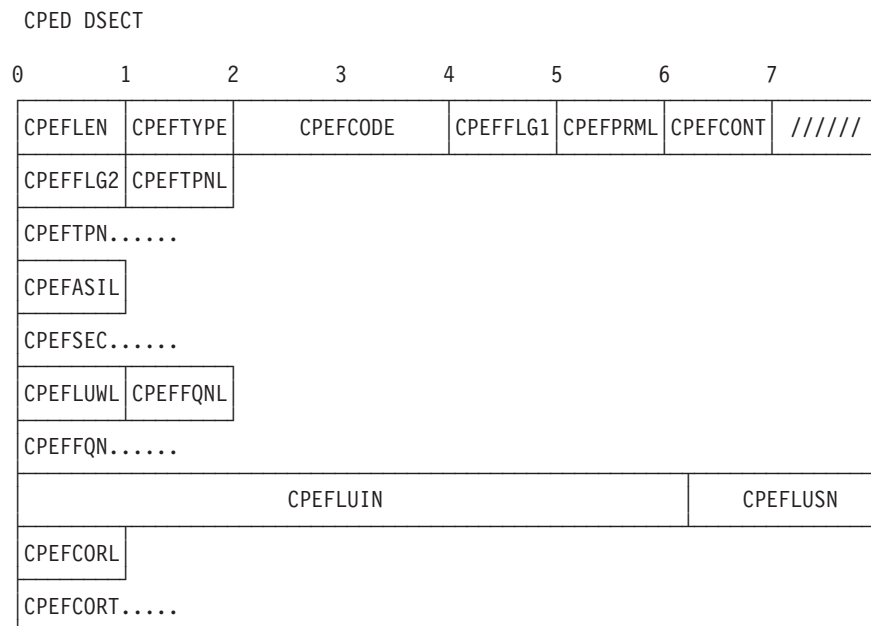 CPED DSECT
0 1 2 3 4 5 6 7
CPEFLEN CPEFTYPE CPEFCODE CPEFFLG1 CPEFPRML CPEFCONT //////
CPEFFLG2 CPEFTPNL
CPEFTPN......
CPEFASIL
CPEFSEC......
CPEFLUWL CPEFFQNL
CPEFFQN......
CPEFLUIN CPEFLUSN
CPEFCORL
CPEFCORT.....